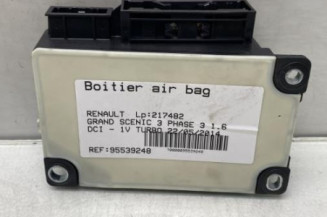 Boitier air bag
RENAULT Lp:217482
GRAND SCENIC 3 PHASE 3 1.6
DCI - 1V TURBO 22/05/2014
REF:95539248